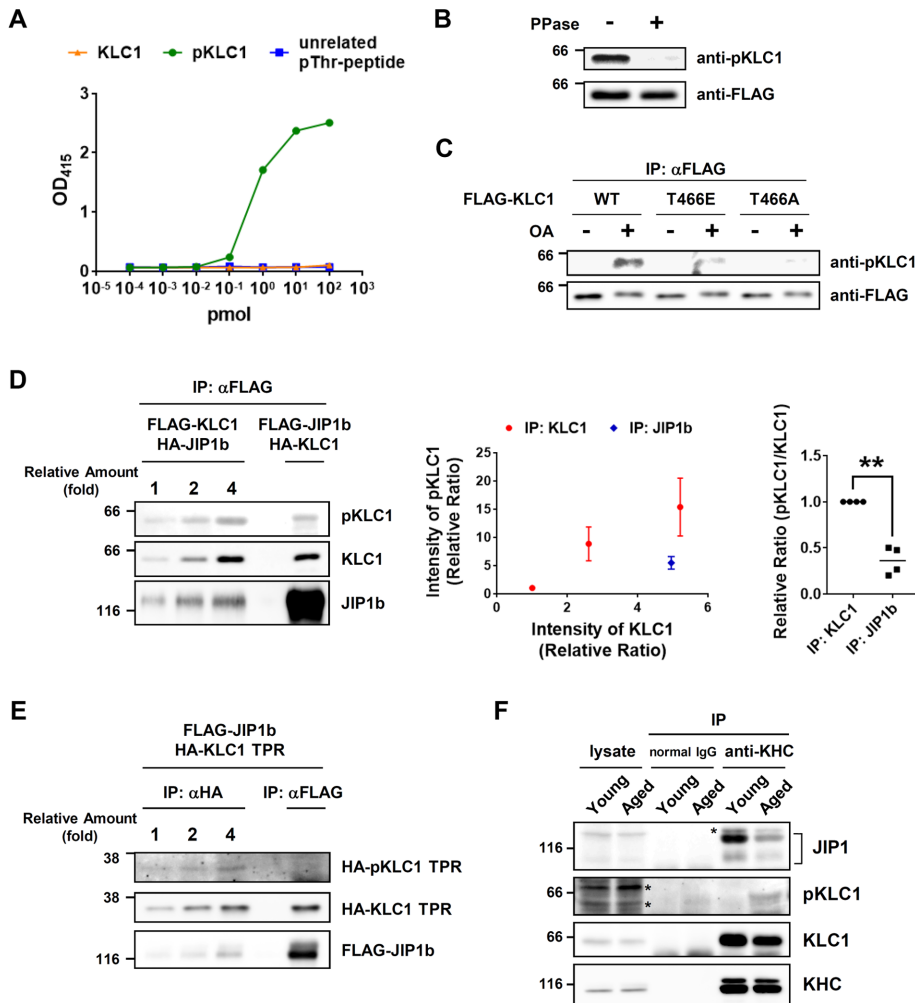 A
KLC1
pKLC1
unrelated
pThr-peptide
3
2
1
0
OD415
10-5 10-4 10-3 10-2 10-1 100 101 102 103
pmol
B
PPase - +
66
anti-pKLC1
66
anti-FLAG
C
IP: αFLAG
FLAG-KLC1 WT T466E T466A
OA - + - + - +
66
anti-pKLC1
66
anti-FLAG
D
IP: αFLAG
FLAG-KLC1 FLAG-JIP1b
HA-JIP1b HA-KLC1
Relative Amount
(fold) 1 2 4
66
pKLC1
66
KLC1
116
JIP1b
IP: KLC1 IP: JIP1b
Intensity of pKLC1
(Relative Ratio)
25
20
15
10
5
0
0 2 4 6
Intensity of KLC1
(Relative Ratio)
Relative Ratio (pKLC1/KLC1)
1.5
1.0
0.5
0.0
**
IP: KLC1
IP: JIP1b
E
FLAG-JIP1b
HA-KLC1 TPR
IP: αHA IP: αFLAG
Relative Amount
(fold) 1 2 4
38
HA-pKLC1 TPR
38
HA-KLC1 TPR
116
FLAG-JIP1b
F
IP
lysate normal IgG anti-KHC
Young Aged Young Aged Young Aged
*
116
JIP1
66
*
*
pKLC1
66
KLC1
116
KHC